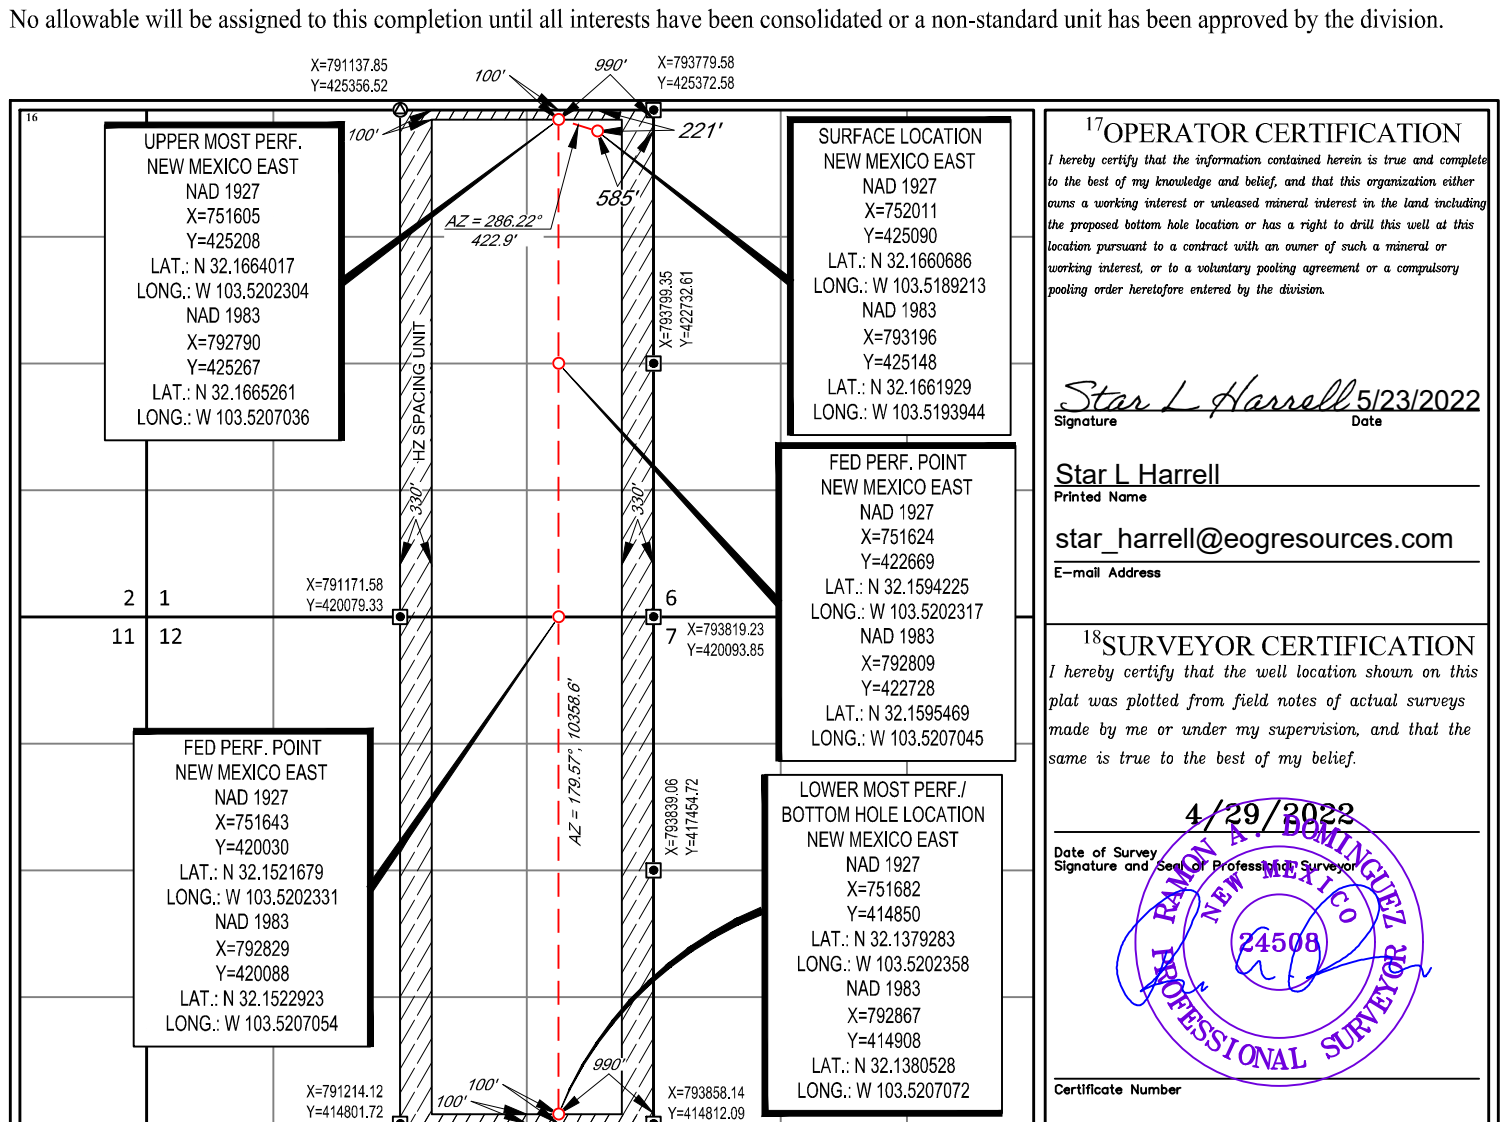 No allowable will be assigned to this completion until all interests have been consolidated or a non-standard unit has been approved by the division.
X=791137.85
Y=425356.52
100'
990'
X=793779.58
Y=425372.58
16
100'
221'
585'
AZ = 286.22°
422.9'
UPPER MOST PERF.
NEW MEXICO EAST
NAD 1927
X=751605
Y=425208
LAT.: N 32.1664017
LONG.: W 103.5202304
NAD 1983
X=792790
Y=425267
LAT.: N 32.1665261
LONG.: W 103.5207036
SURFACE LOCATION
NEW MEXICO EAST
NAD 1927
X=752011
Y=425090
LAT.: N 32.1660686
LONG.: W 103.5189213
NAD 1983
X=793196
Y=425148
LAT.: N 32.1661929
LONG.: W 103.5193944
X=793799.35
Y=422732.61
HZ SPACING UNIT
330'
330'
FED PERF. POINT
NEW MEXICO EAST
NAD 1927
X=751624
Y=422669
LAT.: N 32.1594225
LONG.: W 103.5202317
NAD 1983
X=792809
Y=422728
LAT.: N 32.1595469
LONG.: W 103.5207045
X=791171.58
Y=420079.33
2 1
11 12
6
7
X=793819.23
Y=420093.85
AZ = 179.57°, 10358.6'
FED PERF. POINT
NEW MEXICO EAST
NAD 1927
X=751643
Y=420030
LAT.: N 32.1521679
LONG.: W 103.5202331
NAD 1983
X=792829
Y=420088
LAT.: N 32.1522923
LONG.: W 103.5207054
X=793839.06
Y=417454.72
LOWER MOST PERF./
BOTTOM HOLE LOCATION
NEW MEXICO EAST
NAD 1927
X=751682
Y=414850
LAT.: N 32.1379283
LONG.: W 103.5202358
NAD 1983
X=792867
Y=414908
LAT.: N 32.1380528
LONG.: W 103.5207072
X=791214.12
Y=414801.72
100'
100'
990'
X=793858.14
Y=414812.09
17 OPERATOR CERTIFICATION
I hereby certify that the information contained herein is true and complete
to the best of my knowledge and belief, and that this organization either
owns a working interest or unleased mineral interest in the land including
the proposed bottom hole location or has a right to drill this well at this
location pursuant to a contract with an owner of such a mineral or
working interest, or to a voluntary pooling agreement or a compulsory
pooling order heretofore entered by the division.
Star L Harrell 5/23/2022
Signature Date
Star L Harrell
Printed Name
star_harrell@eogresources.com
E-mail Address
18 SURVEYOR CERTIFICATION
I hereby certify that the well location shown on this
plat was plotted from field notes of actual surveys
made by me or under my supervision, and that the
same is true to the best of my belief.
4/29/2022
Date of Survey
Signature and Seal of Professional Surveyor
RAMON A. DOMINGUEZ
NEW MEXICO
24508
PROFESSIONAL SURVEYOR
Certificate Number